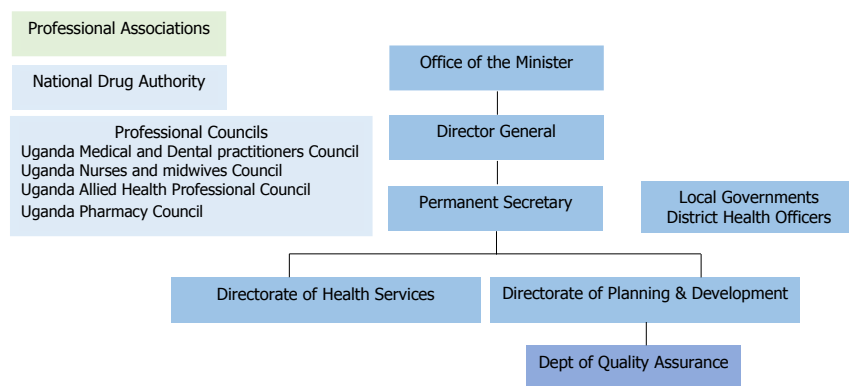 Professional Associations
National Drug Authority
Professional Councils
Uganda Medical and Dental practitioners Council
Uganda Nurses and midwives Council
Uganda Allied Health Professional Council
Uganda Pharmacy Council
Office of the Minister
Director General
Permanent Secretary
Local Governments
District Health Officers
Directorate of Health Services
Directorate of Planning & Development
Dept of Quality Assurance